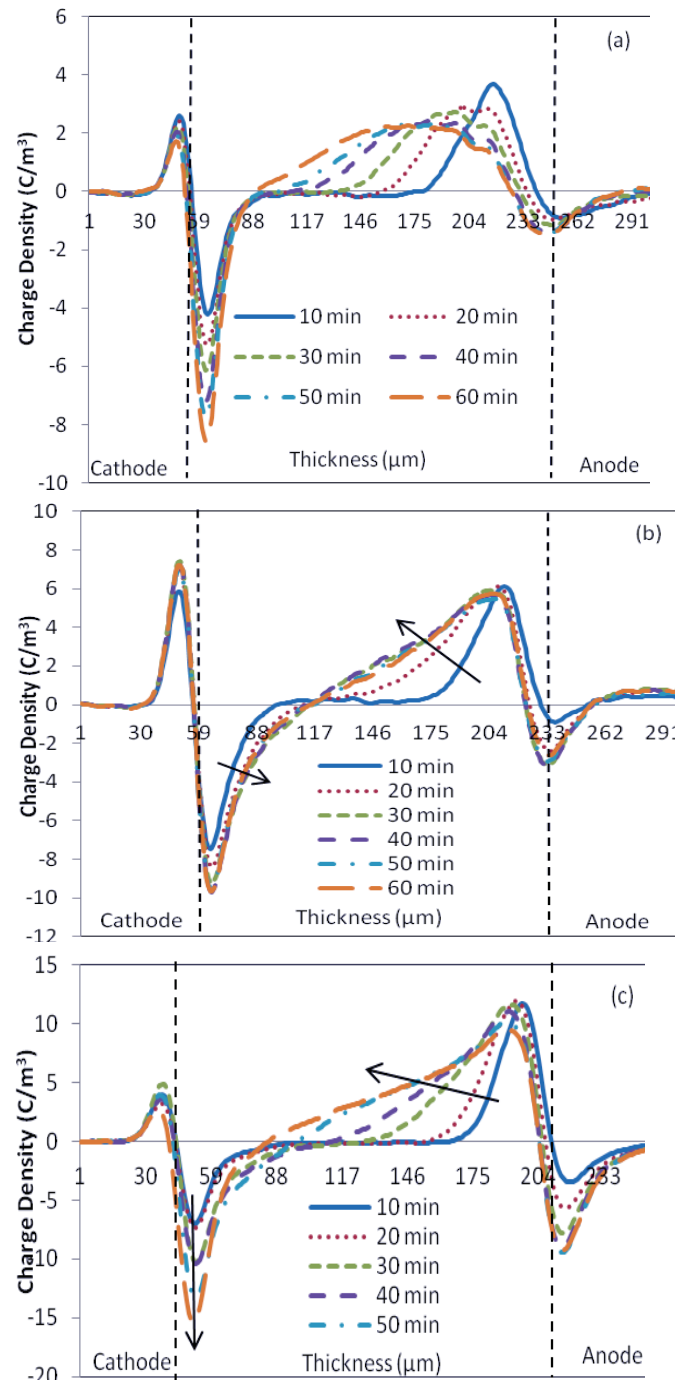 6
(a)
4
2
0
1 30 59 88 117 146 175 204 233 262 291
-2
-4
-6
-8
-10
Charge Density (C/m³)
10 min 20 min
30 min 40 min
50 min 60 min
Cathode Thickness (µm) Anode
10
(b)
8
6
4
2
0
1 30 59 88 117 146 175 204 233 262 291
-2
-4
-6
-8
-10
-12
Charge Density (C/m³)
10 min
20 min
30 min
40 min
50 min
60 min
Cathode Thickness (µm) Anode
15
(c)
10
5
0
1 30 59 88 117 146 175 204 233
-5
-10
-15
-20
Charge Density (C/m³)
10 min
20 min
30 min
40 min
50 min
Cathode Thickness (µm) Anode